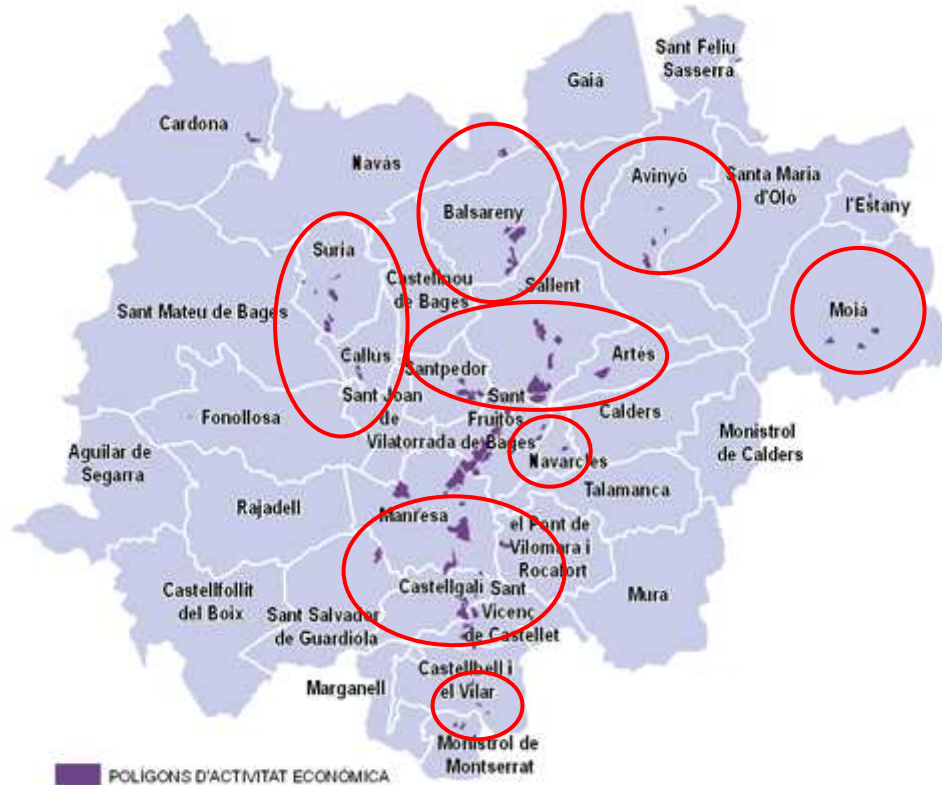 Sant Feliu
Sasserra
Gaià
Cardona
Navàs
Avinyó
Santa Maria
d'Oló
l'Estany
Balsareny
Súria
Castellnou
de Bages
Sallent
Sant Mateu de Bages
Moià
Callús
Santpedor
Artés
Sant Joan
de
Vilatorrada
Sant
Fruitós
de Bages
Calders
Fonollosa
Aguilar de
Segarra
Navarcles
Monistrol
de Calders
Talamanca
Rajadell
Manresa
el Pont de
Vilomara i
Rocafort
Castellfollit
del Boix
Castellgalí
Sant
Vicenç
de Castellet
Mura
Sant Salvador
de Guardiola
Castellbell i
el Vilar
Marganell
Monistrol de
Montserrat
POLÍGONS D'ACTIVITAT ECONÒMICA